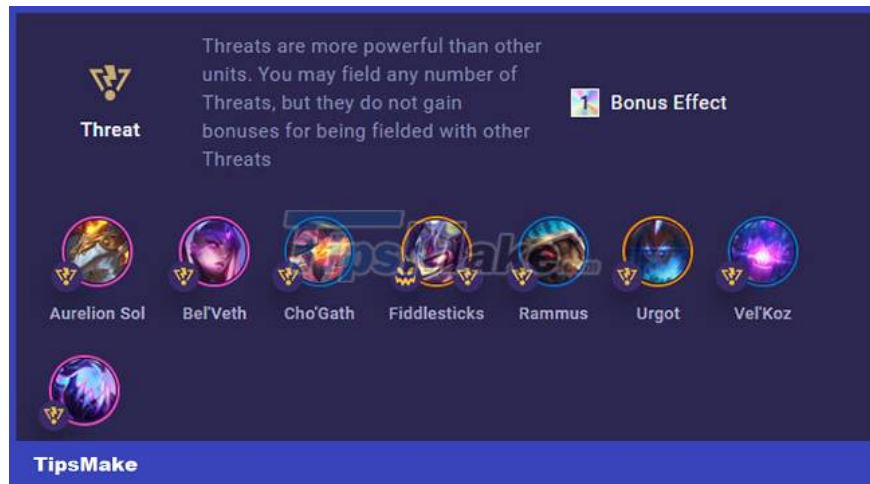 Threats are more powerful than other
units. You may field any number of
Threats, but they do not gain
bonuses for being fielded with other
Threats
Threat
1 Bonus Effect
TipsMake
Aurelion Sol
Bel'Veth
Cho'Gath
Fiddlesticks
Rammus
Urgot
Vel'Koz
TipsMake